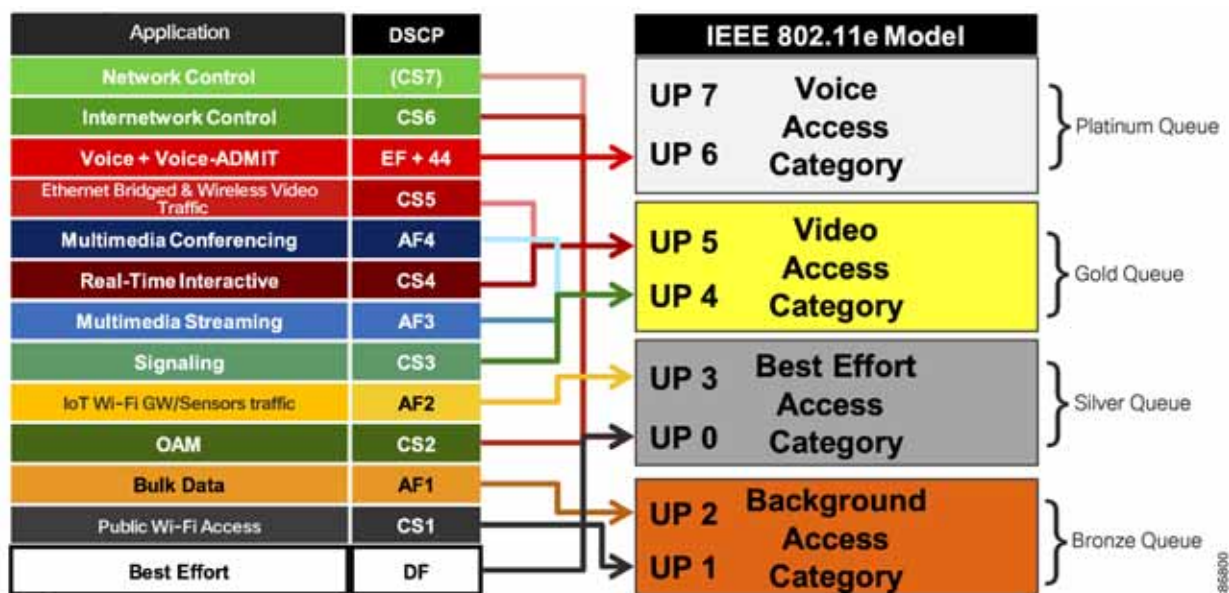 Application DSCP IEEE 802.11e Model
Network Control (CS7)
Internetwork Control CS6
Voice + Voice-ADMIT EF + 44
Ethernet Bridged & Wireless Video
Traffic CS5
Multimedia Conferencing AF4
Real-Time Interactive CS4
Multimedia Streaming AF3
Signaling CS3
IoT Wi-Fi GW/Sensors traffic AF2
OAM CS2
Bulk Data AF1
Public Wi-Fi Access CS1
Best Effort DF
UP 7 Voice
Access
UP 6 Category
Platinum Queue
UP 5 Video
Access
UP 4 Category
Gold Queue
UP 3 Best Effort
Access
UP 0 Category
Silver Queue
UP 2 Background
Access
UP 1 Category
Bronze Queue